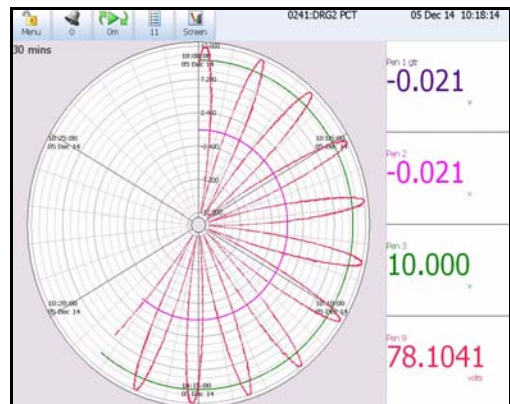 0241:DRG2 PCT
05 Dec 14 10:18:14
Menu
0
0m
11
Screen
30 mins
10:00:00
05 Dec 14
10:25:00
05 Dec 14
05 Dec 14
10:20:00
05 Dec 14
10:10:00
05 Dec 14
10:15:00
05 Dec 14
Pen 1 gtr
-0.021
v
Pen 2
-0.021
v
Pen 3
10.000
v
Pen 9
78.1041
volts